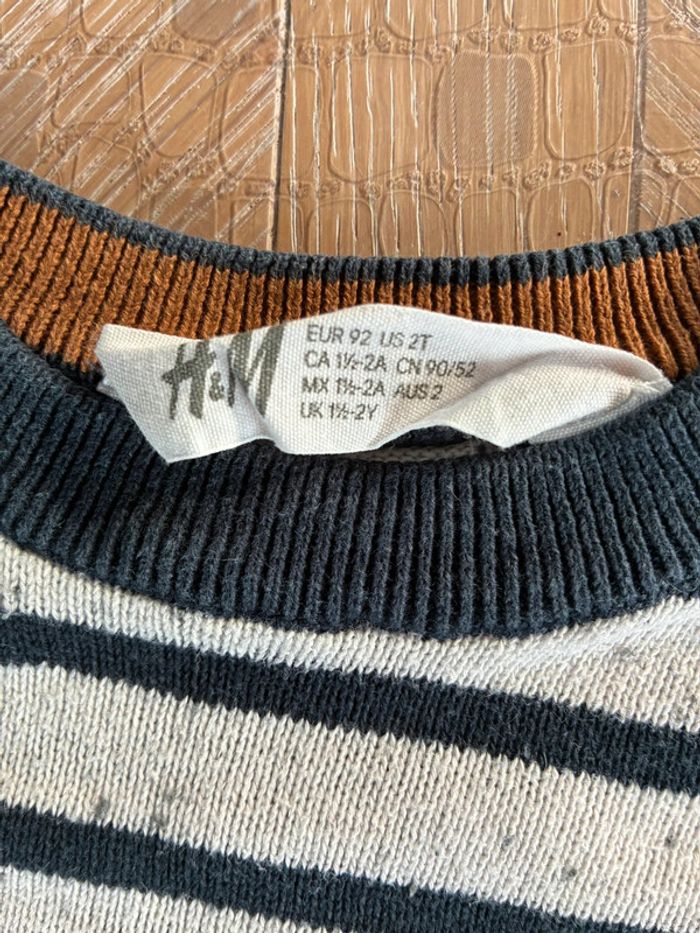 H&M
EUR 92 US 2T
CA 1½-2A CN 90/52
MX 1½-2A AUS 2
UK 1½-2Y